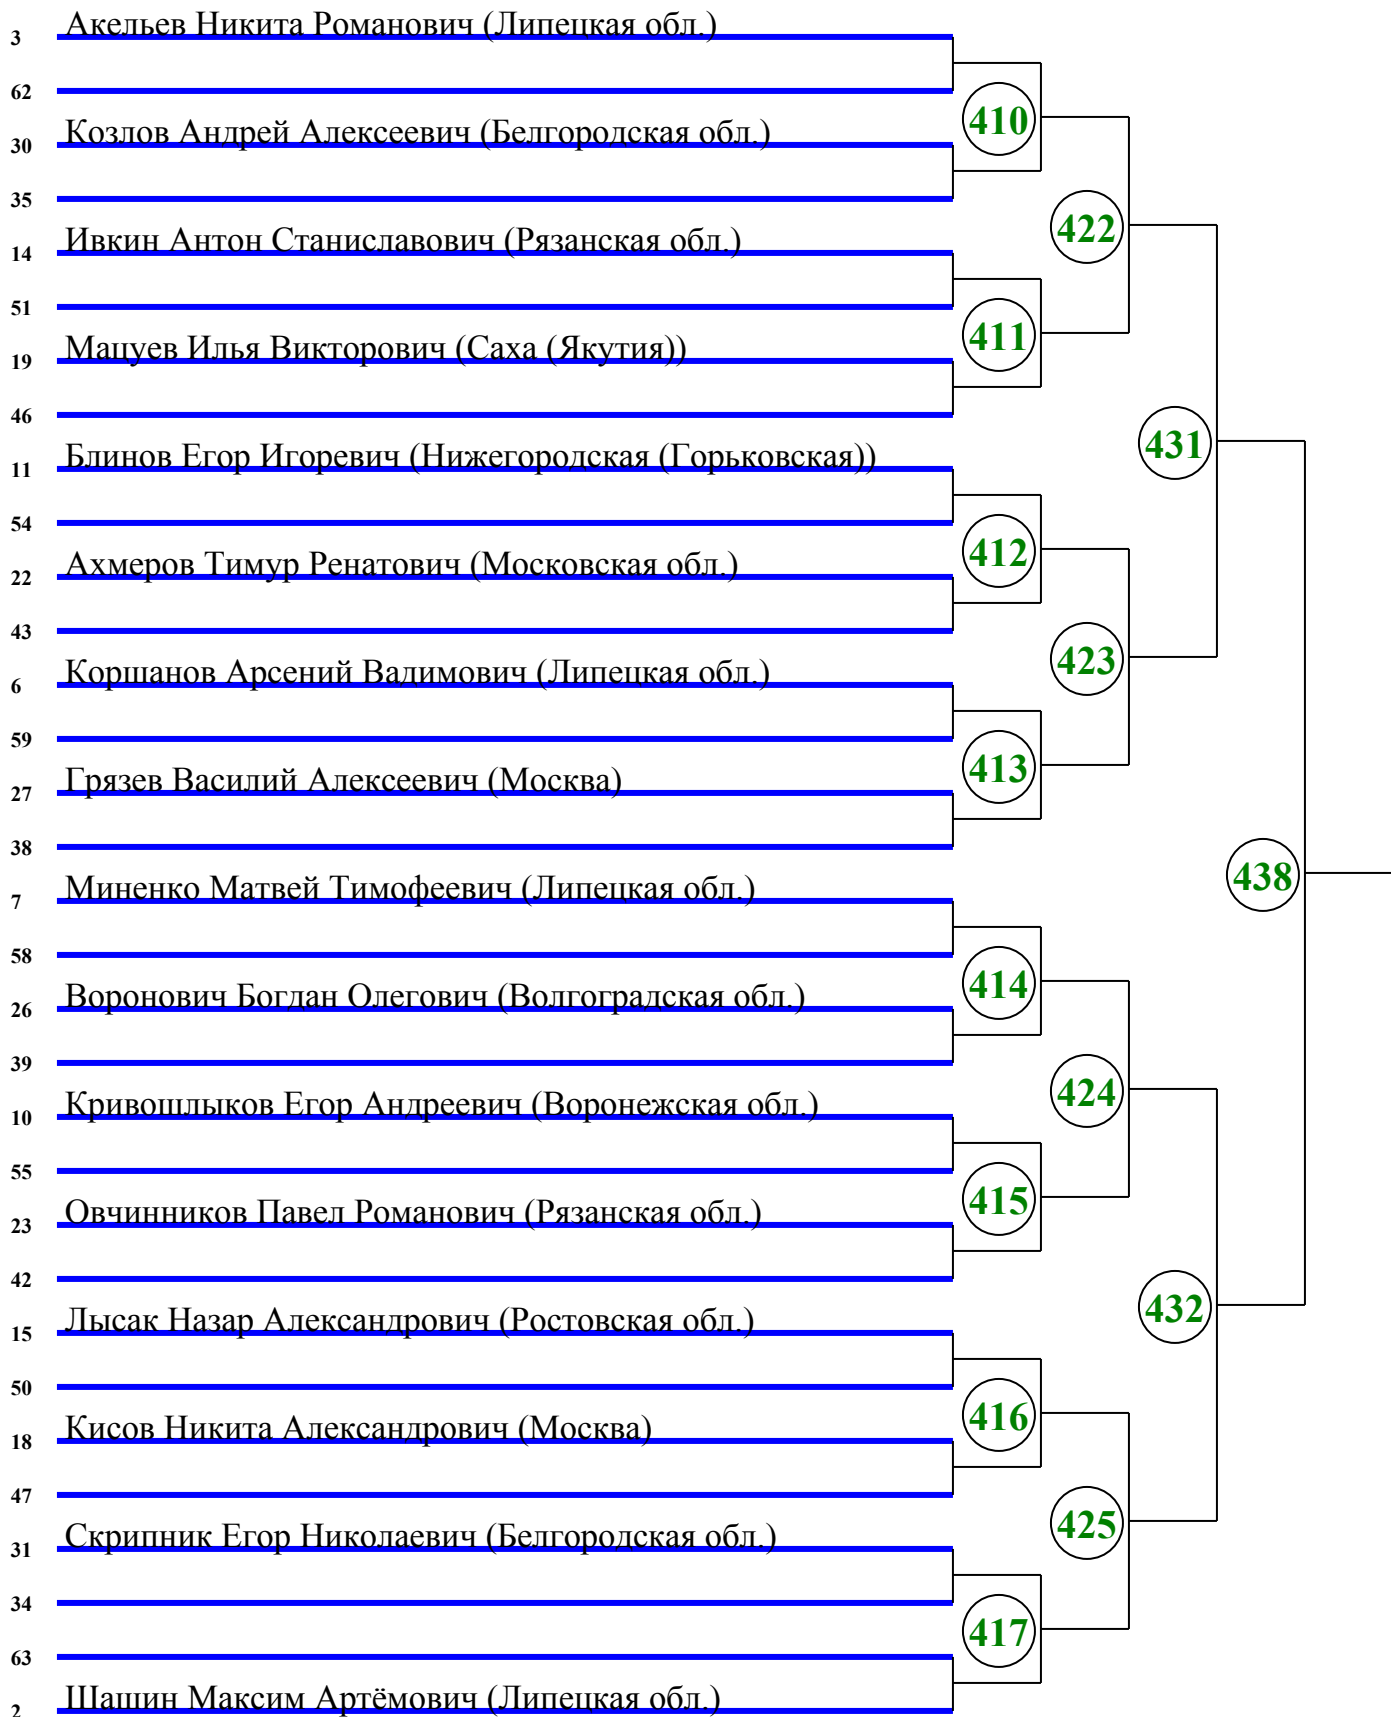 3 Акельев Никита Романович (Липецкая обл.)
62
410
30 Козлов Андрей Алексеевич (Белгородская обл.)
35
422
14 Ивкин Антон Станиславович (Рязанская обл.)
51
411
19 Мацуев Илья Викторович (Саха (Якутия))
46
431
11 Блинов Егор Игоревич (Нижегородская (Горьковская))
54
412
22 Ахмеров Тимур Ренатович (Московская обл.)
43
423
6 Коршанов Арсений Вадимович (Липецкая обл.)
59
413
27 Грязев Василий Алексеевич (Москва)
38
438
7 Миненко Матвей Тимофеевич (Липецкая обл.)
58
414
26 Воронович Богдан Олегович (Волгоградская обл.)
39
424
10 Кривошлыков Егор Андреевич (Воронежская обл.)
55
415
23 Овчинников Павел Романович (Рязанская обл.)
42
432
15 Лысак Назар Александрович (Ростовская обл.)
50
416
18 Кисов Никита Александрович (Москва)
47
425
31 Скрипник Егор Николаевич (Белгородская обл.)
34
417
63
2 Шашин Максим Артёмович (Липецкая обл.)